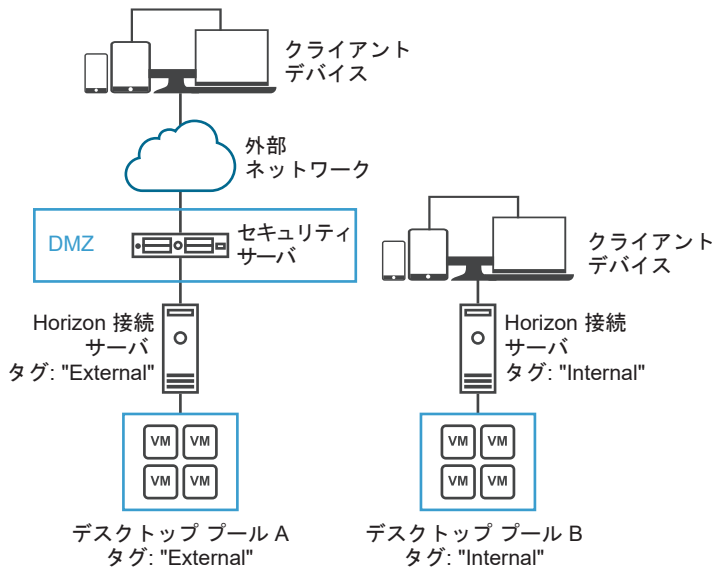 クライアント
デバイス
外部
ネットワーク
DMZ
セキュリティ
サーバ
クライアント
デバイス
Horizon 接続
サーバ
タグ: "External"
Horizon 接続
サーバ
タグ: "Internal"
VM VM
VM VM
VM VM
VM VM
デスクトップ プール A
タグ: "External"
デスクトップ プール B
タグ: "Internal"